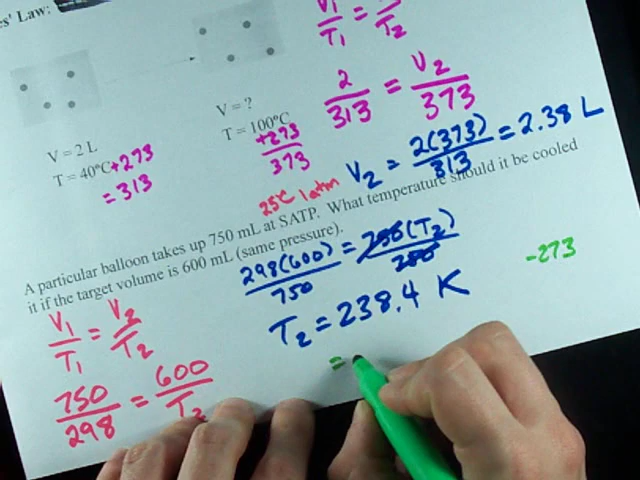 es' Law:
V₁/T₁ = V₂/T₂
2/313 = V₂/373
V = 2 L
T = 40°C +273
= 313
V = ?
T = 100°C
+273
373
V₂ = 2(373)/313 = 2.38 L
25°C 1 atm
A particular balloon takes up 750 mL at SATP. What temperature should it be cooled
it if the target volume is 600 mL (same pressure).
V₁/T₁ = V₂/T₂
750/298 = 600/T₂
298(600)/750 = (T₂)
T₂ = 238.4 K
-273
=